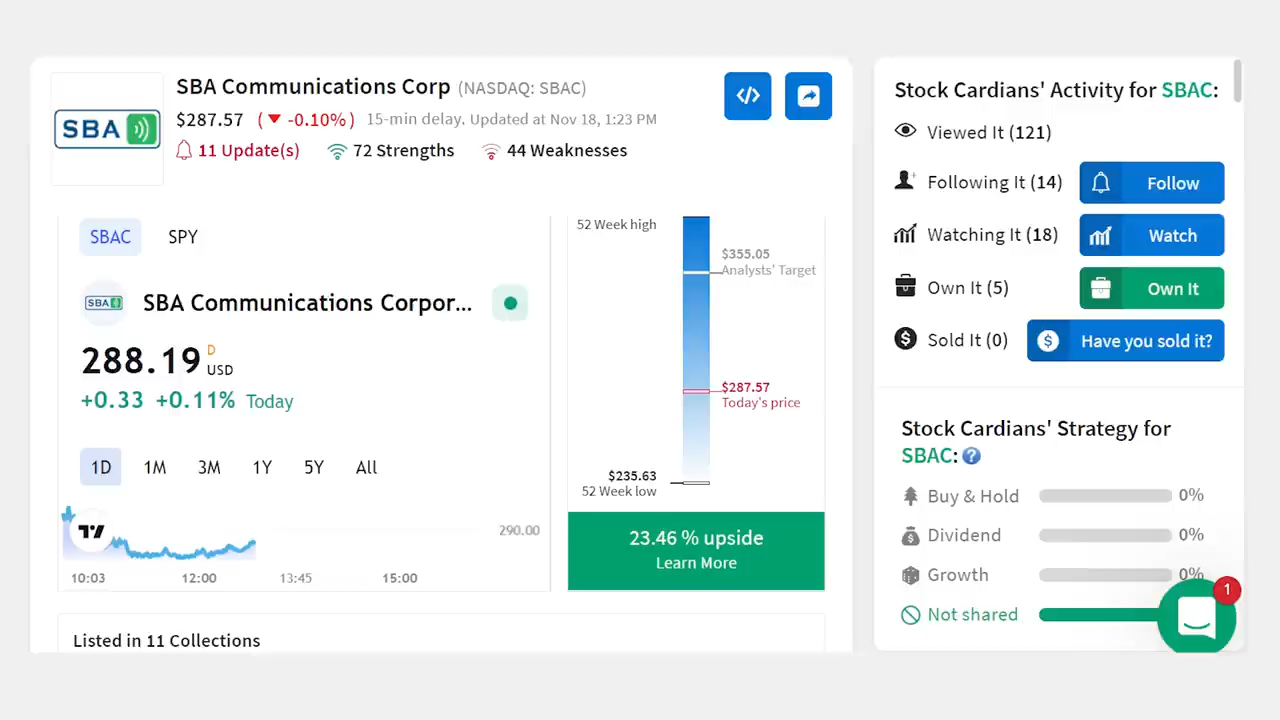 SBA
SBA Communications Corp (NASDAQ: SBAC)
$287.57 (▼ -0.10%) 15-min delay. Updated at Nov 18, 1:23 PM
11 Update(s) 72 Strengths 44 Weaknesses
SBAC SPY
SBA
SBA Communications Corpor...
288.19 D USD
+0.33 +0.11% Today
1D 1M 3M 1Y 5Y All
290.00
10:03 12:00 13:45 15:00
52 Week high
$355.05
Analysts' Target
$287.57
Today's price
$235.63
52 Week low
23.46 % upside
Learn More
Listed in 11 Collections
Stock Cardians' Activity for SBAC:
Viewed It (121)
Following It (14) Follow
Watching It (18) Watch
Own It (5) Own It
Sold It (0) Have you sold it?
Stock Cardians' Strategy for
SBAC: ?
Buy & Hold 0%
Dividend 0%
Growth 0%
Not shared
1